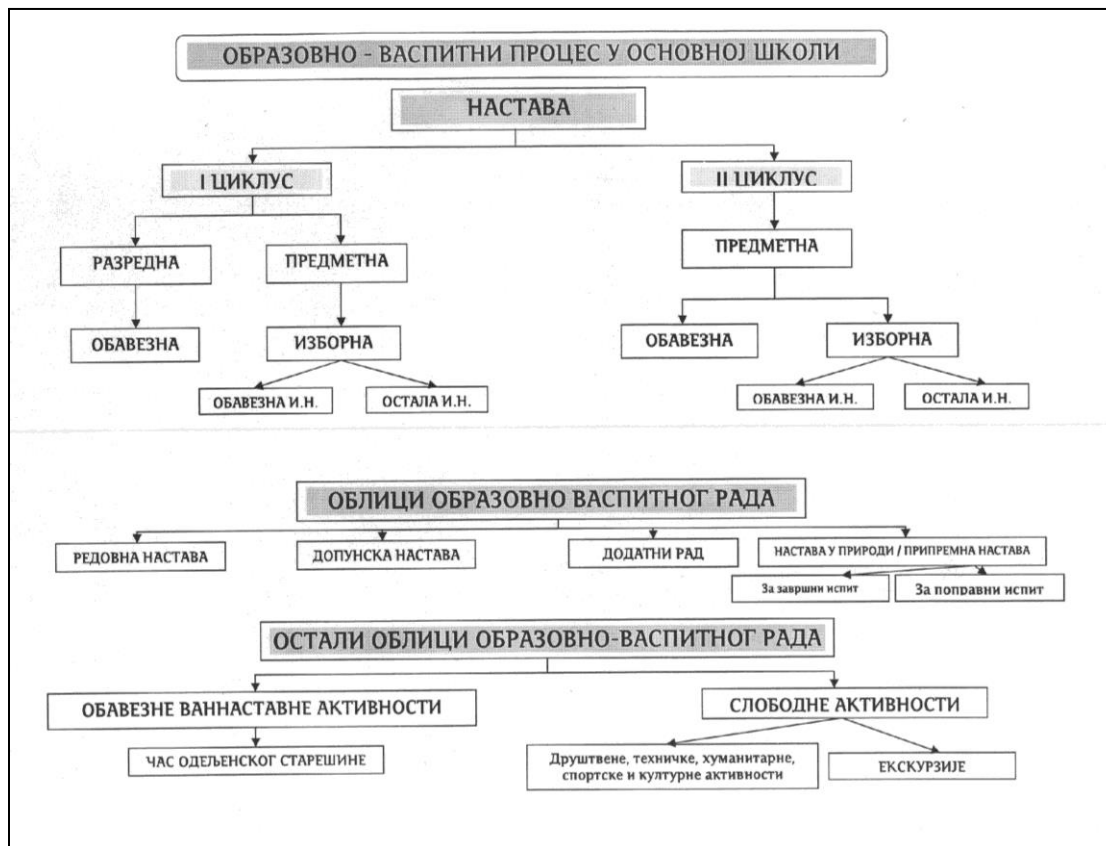 ОБРАЗОВНО - ВАСПИТНИ ПРОЦЕС У ОСНОВНОЈ ШКОЛИ
НАСТАВА
I ЦИКЛУС
II ЦИКЛУС
РАЗРЕДНА
ПРЕДМЕТНА
ПРЕДМЕТНА
ОБАВЕЗНА
ИЗБОРНА
ОБАВЕЗНА
ИЗБОРНА
ОБАВЕЗНА И.Н.
ОСТАЛА И.Н.
ОБАВЕЗНА И.Н.
ОСТАЛА И.Н.
ОБЛИЦИ ОБРАЗОВНО ВАСПИТНОГ РАДА
РЕДОВНА НАСТАВА
ДОПУНСКА НАСТАВА
ДОДАТНИ РАД
НАСТАВА У ПРИРОДИ / ПРИПРЕМНА НАСТАВА
За завршни испит
За поправни испит
ОСТАЛИ ОБЛИЦИ ОБРАЗОВНО-ВАСПИТНОГ РАДА
ОБАВЕЗНЕ ВАННАСТАВНЕ АКТИВНОСТИ
СЛОБОДНЕ АКТИВНОСТИ
ЧАС ОДЕЉЕНСКОГ СТАРЕШИНЕ
Друштвене, техничке, хуманитарне,
спортске и културне активности
ЕКСКУРЗИЈЕ